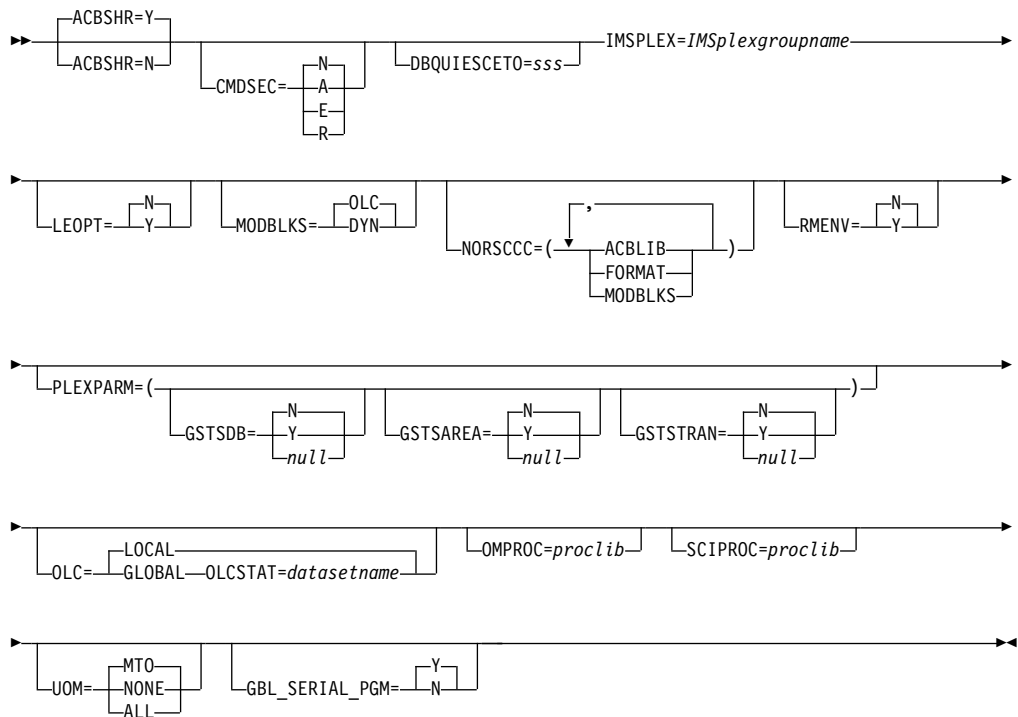 ACBSHR=Y
ACBSHR=N
CMDSEC=
N
A
E
R
DBQUIESCETO=sss
IMSPLEX=IMSplexgroupname
LEOPT=
N
Y
MODBLKS=
OLC
DYN
NORSCCC=(
,
ACBLIB
FORMAT
MODBLKS
)
RMENV=
N
Y
PLEXPARM=(
GSTSDB=
N
Y
null
GSTSAREA=
N
Y
null
GSTSTRAN=
N
Y
null
)
OLC=
LOCAL
GLOBAL OLCSTAT=datasetname
OMPROC=proclib
SCIPROC=proclib
UOM=
MTO
NONE
ALL
GBL_SERIAL_PGM=
Y
N